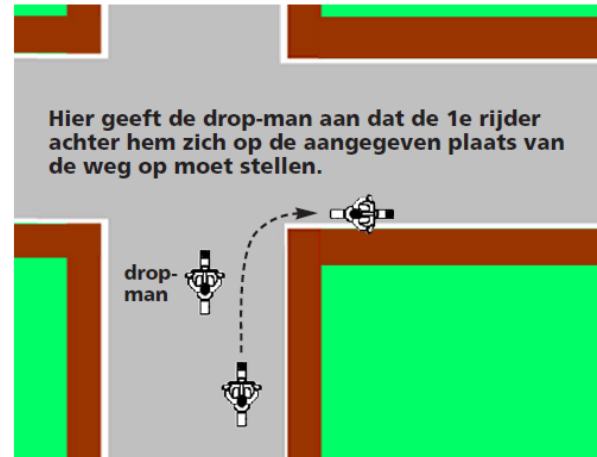 Hier geeft de drop-man aan dat de 1e rijder
achter hem zich op de aangegeven plaats van
de weg op moet stellen.
drop-
man